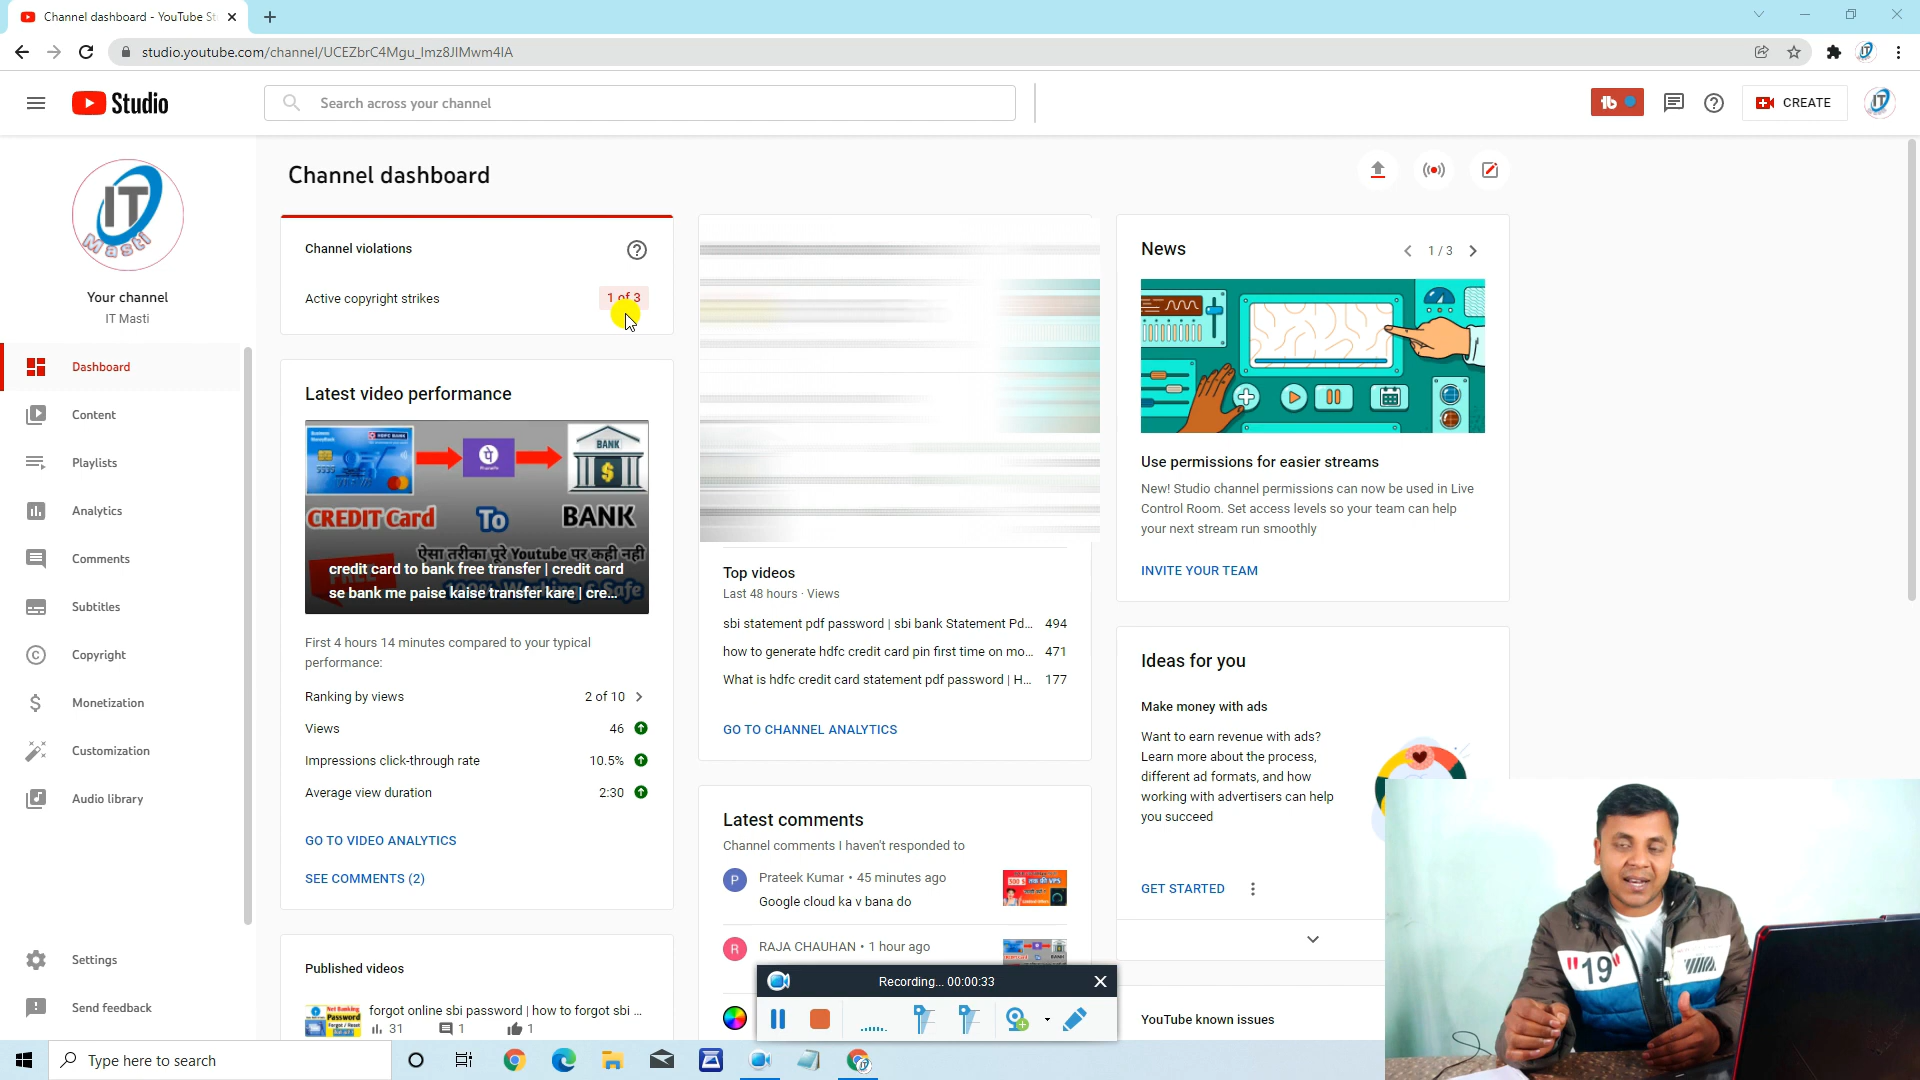 Channel dashboard - YouTube St
studio.youtube.com/channel/UCEZbrC4Mgu_Imz8JIMwm4IA
Studio
Search across your channel
CREATE
IT
Masti
Your channel
IT Masti
Dashboard
Content
Playlists
Analytics
Comments
Subtitles
Copyright
Monetization
Customization
Audio library
Settings
Send feedback
Channel dashboard
Channel violations
Active copyright strikes 1 of 3
Latest video performance
HDFC BANK
BANK
CREDIT Card To BANK
ऐसा तरीका पूरे Youtube पर कही नही
credit card to bank free transfer | credit card
se bank me paise kaise transfer kare | cre...
First 4 hours 14 minutes compared to your typical
performance:
Ranking by views 2 of 10
Views 46
Impressions click-through rate 10.5%
Average view duration 2:30
GO TO VIDEO ANALYTICS
SEE COMMENTS (2)
Published videos
Net Banking
Password
forgot online sbi password | how to forgot sbi ...
31 1 1
Top videos
Last 48 hours · Views
sbi statement pdf password | sbi bank Statement Pd... 494
how to generate hdfc credit card pin first time on mo... 471
What is hdfc credit card statement pdf password | H... 177
GO TO CHANNEL ANALYTICS
Latest comments
Channel comments I haven't responded to
P
Prateek Kumar • 45 minutes ago
Google cloud ka v bana do
R
RAJA CHAUHAN • 1 hour ago
Recording... 00:00:33
News
1 / 3
Use permissions for easier streams
New! Studio channel permissions can now be used in Live
Control Room. Set access levels so your team can help
your next stream run smoothly
INVITE YOUR TEAM
Ideas for you
Make money with ads
Want to earn revenue with ads?
Learn more about the process,
different ad formats, and how
working with advertisers can help
you succeed
GET STARTED
YouTube known issues
"19"
Type here to search